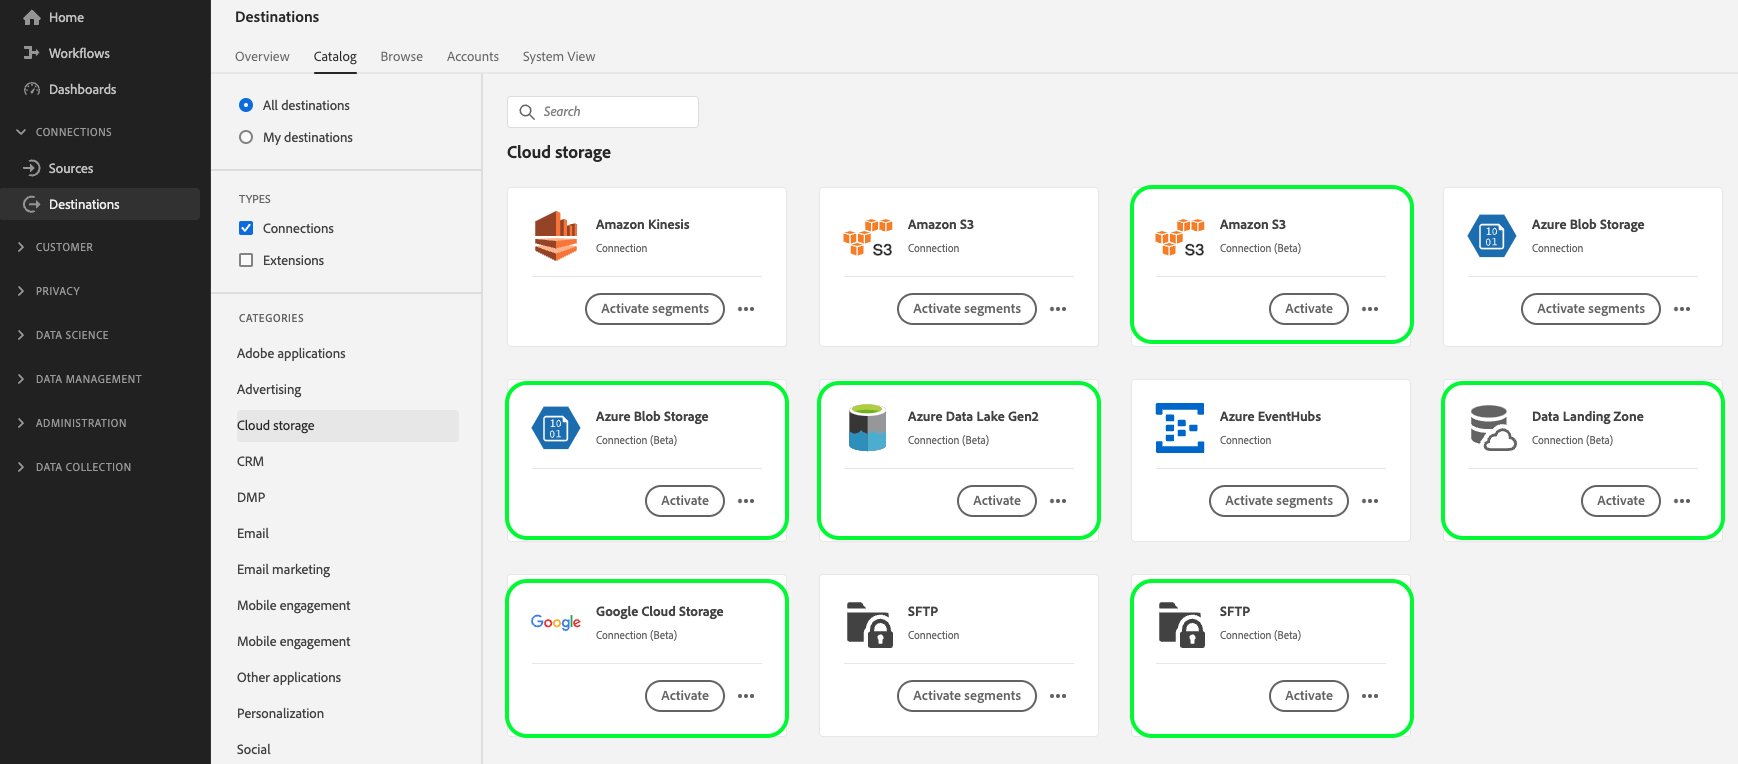 Home
Workflows
Dashboards
CONNECTIONS
Sources
Destinations
CUSTOMER
PRIVACY
DATA SCIENCE
DATA MANAGEMENT
ADMINISTRATION
DATA COLLECTION
Destinations
Overview Catalog Browse Accounts System View
All destinations
My destinations
TYPES
Connections
Extensions
CATEGORIES
Adobe applications
Advertising
Cloud storage
CRM
DMP
Email
Email marketing
Mobile engagement
Mobile engagement
Other applications
Personalization
Social
Search
Cloud storage
Amazon Kinesis
Connection
Activate segments
S3
Amazon S3
Connection
Activate segments
S3
Amazon S3
Connection (Beta)
Activate
10
01
Azure Blob Storage
Connection
Activate segments
10
01
Azure Blob Storage
Connection (Beta)
Activate
Azure Data Lake Gen2
Connection (Beta)
Activate
Azure EventHubs
Connection
Activate segments
Data Landing Zone
Connection (Beta)
Activate
Google
Google Cloud Storage
Connection (Beta)
Activate
SFTP
Connection
Activate segments
SFTP
Connection (Beta)
Activate